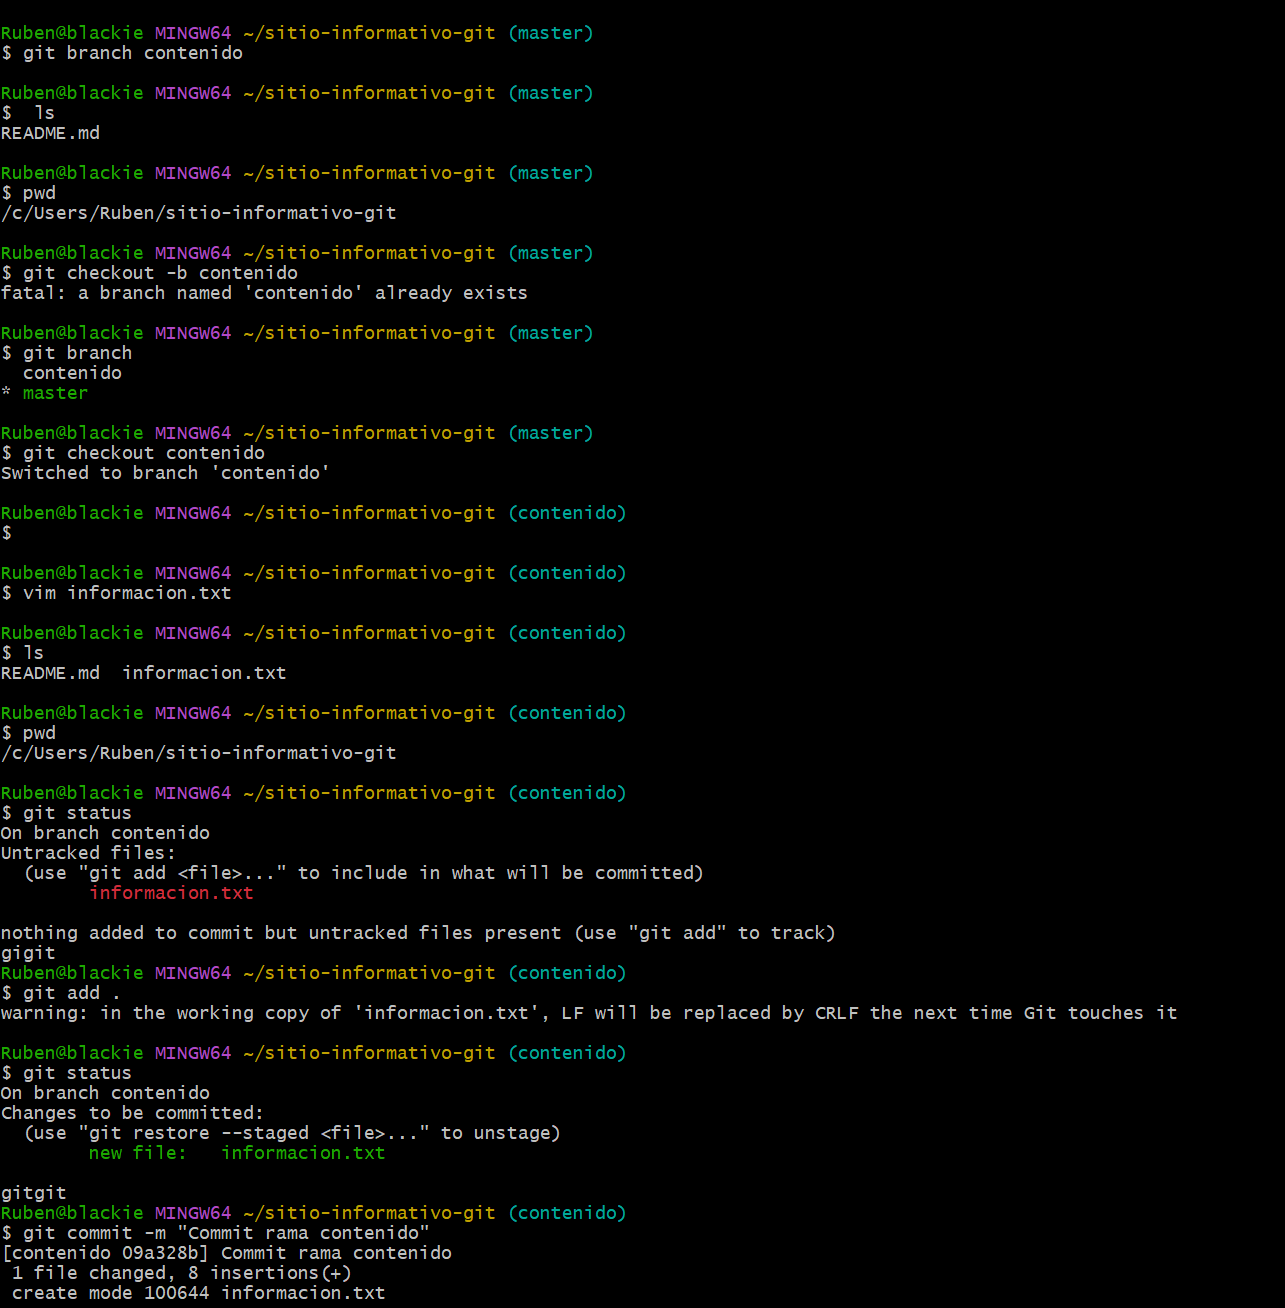 Ruben@blackie MINGW64 ~/sitio-informativo-git (master)
$ git branch contenido
Ruben@blackie MINGW64 ~/sitio-informativo-git (master)
$  ls
README.md
Ruben@blackie MINGW64 ~/sitio-informativo-git (master)
$ pwd
/c/Users/Ruben/sitio-informativo-git
Ruben@blackie MINGW64 ~/sitio-informativo-git (master)
$ git checkout -b contenido
fatal: a branch named 'contenido' already exists
Ruben@blackie MINGW64 ~/sitio-informativo-git (master)
$ git branch
  contenido
* master
Ruben@blackie MINGW64 ~/sitio-informativo-git (master)
$ git checkout contenido
Switched to branch 'contenido'
Ruben@blackie MINGW64 ~/sitio-informativo-git (contenido)
$
Ruben@blackie MINGW64 ~/sitio-informativo-git (contenido)
$ vim informacion.txt
Ruben@blackie MINGW64 ~/sitio-informativo-git (contenido)
$ ls
README.md  informacion.txt
Ruben@blackie MINGW64 ~/sitio-informativo-git (contenido)
$ pwd
/c/Users/Ruben/sitio-informativo-git
Ruben@blackie MINGW64 ~/sitio-informativo-git (contenido)
$ git status
On branch contenido
Untracked files:
  (use "git add <file>..." to include in what will be committed)
        informacion.txt
nothing added to commit but untracked files present (use "git add" to track)
gigit
Ruben@blackie MINGW64 ~/sitio-informativo-git (contenido)
$ git add .
warning: in the working copy of 'informacion.txt', LF will be replaced by CRLF the next time Git touches it
Ruben@blackie MINGW64 ~/sitio-informativo-git (contenido)
$ git status
On branch contenido
Changes to be committed:
  (use "git restore --staged <file>..." to unstage)
        new file:   informacion.txt
gitgit
Ruben@blackie MINGW64 ~/sitio-informativo-git (contenido)
$ git commit -m "Commit rama contenido"
[contenido 09a328b] Commit rama contenido
 1 file changed, 8 insertions(+)
 create mode 100644 informacion.txt